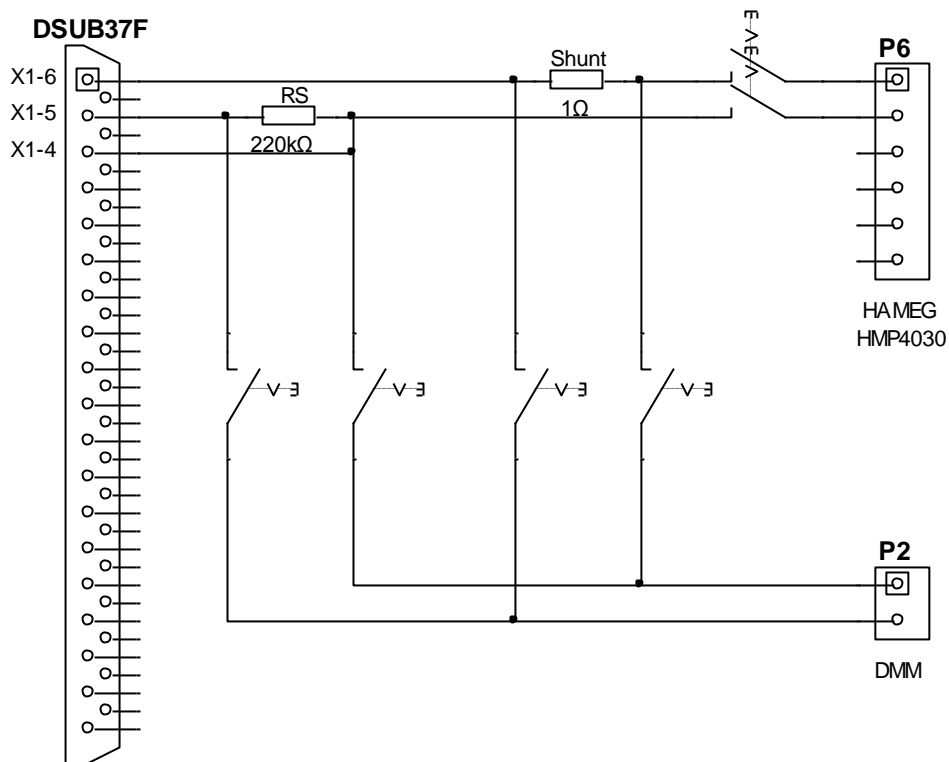 DSUB37F
P6
X1-6
Shunt
X1-5
RS
1Ω
X1-4
220kΩ
HAMEG
HMP4030
P2
DMM